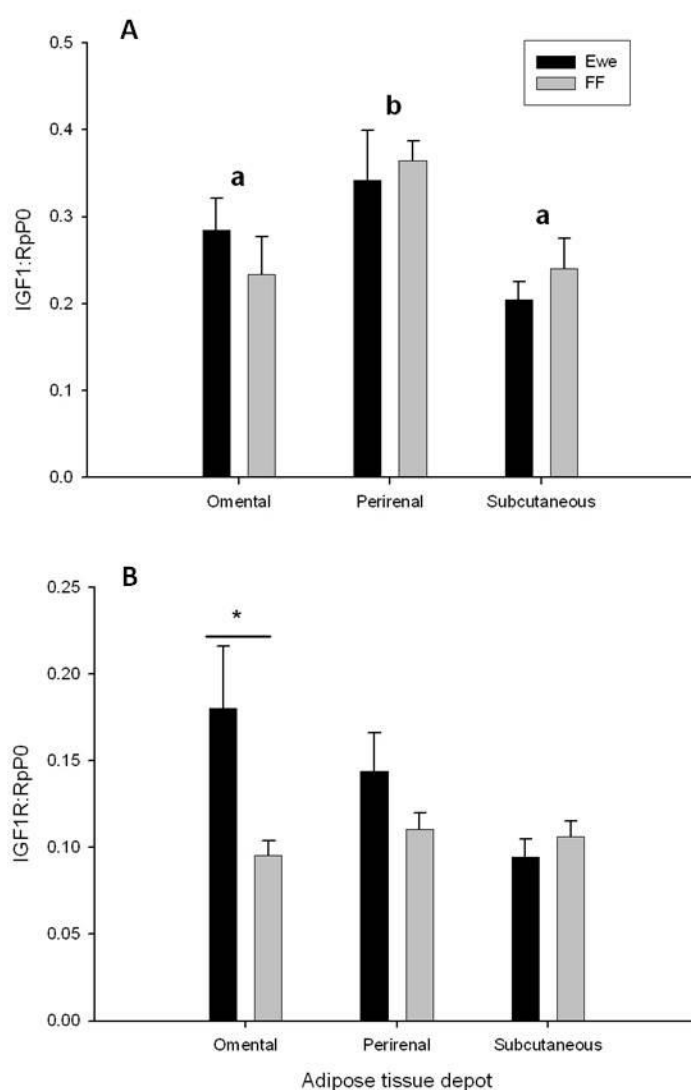 A
0.5
Ewe
FF
0.4
b
a
0.3
a
IGF1:RpP0
0.2
0.1
0.0
Omental Perirenal Subcutaneous
B
0.25
*
0.20
0.15
IGF1R:RpP0
0.10
0.05
0.00
Omental Perirenal Subcutaneous
Adipose tissue depot